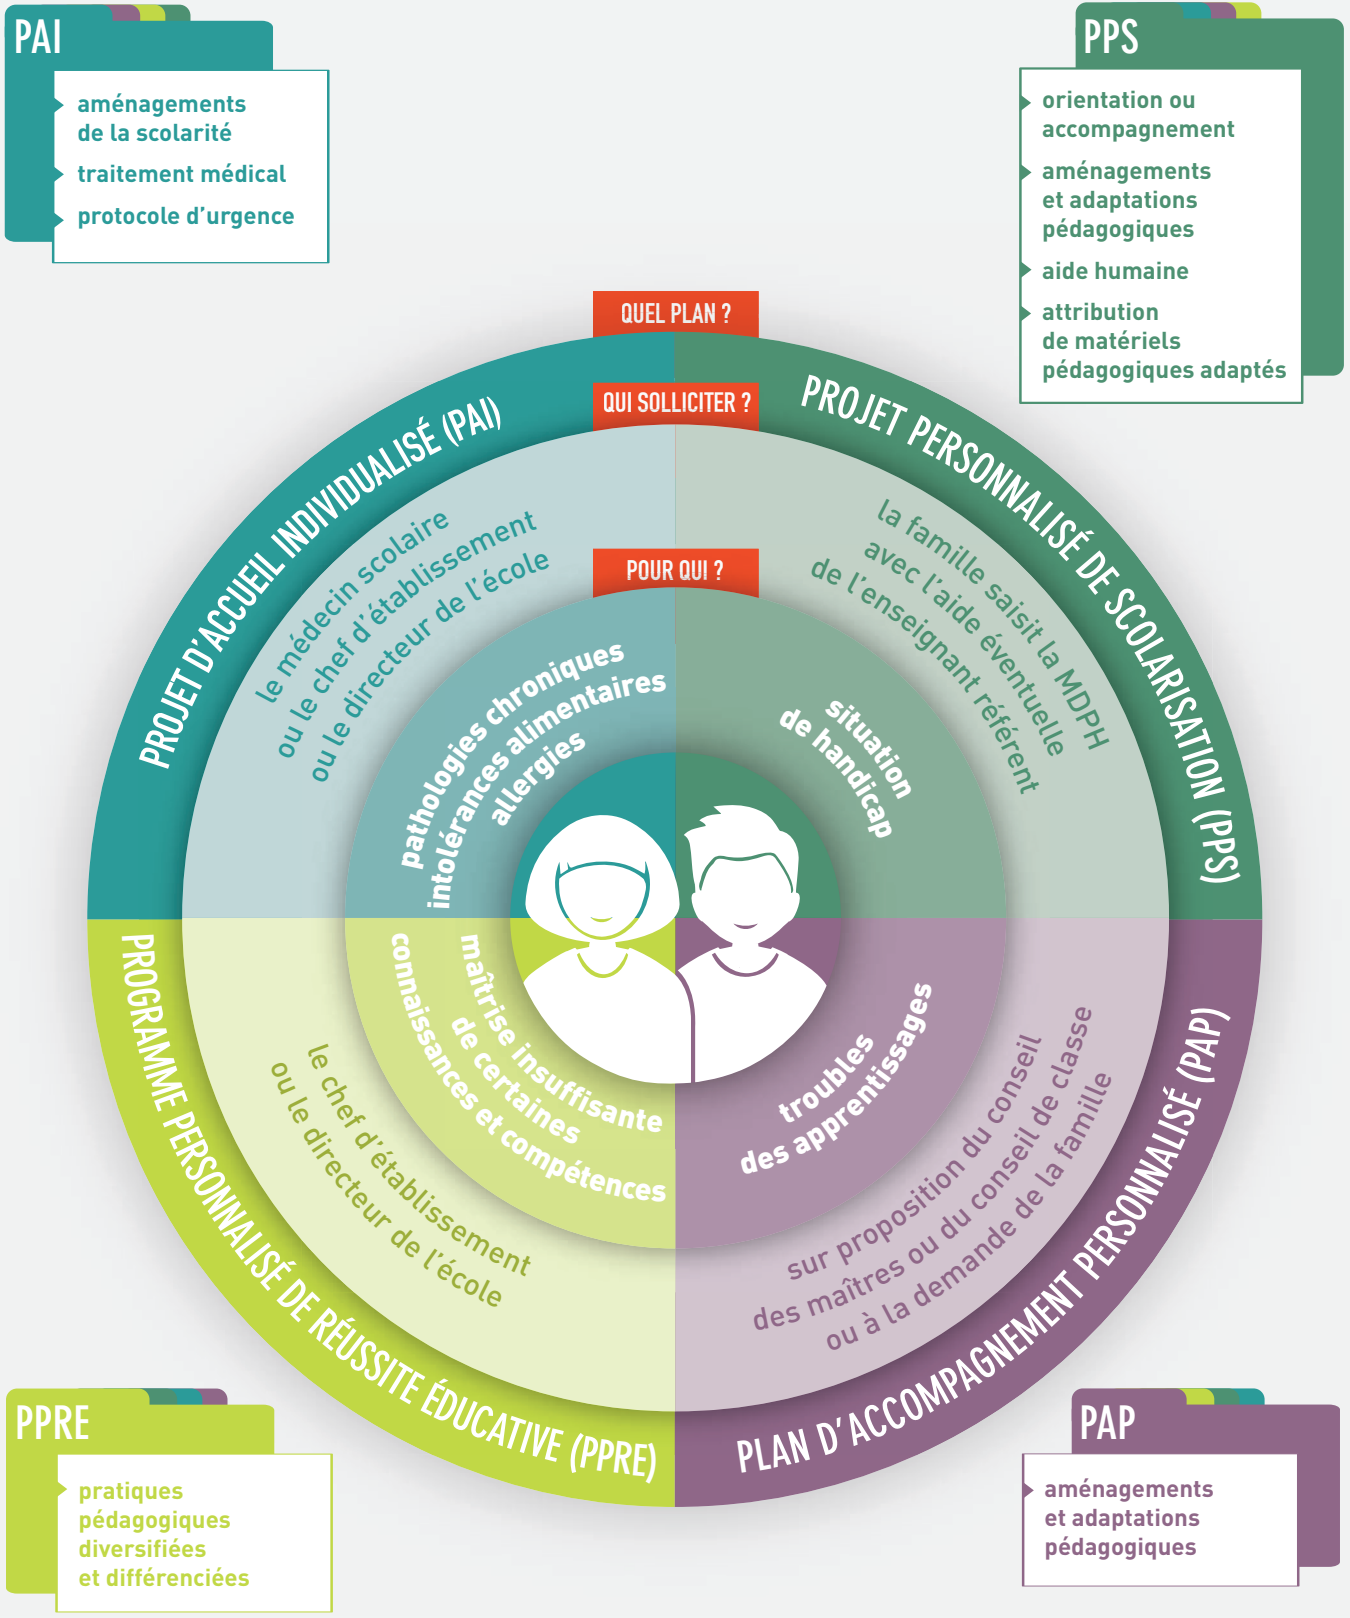 PAI
aménagements
de la scolarité
traitement médical
protocole d’urgence
PPS
orientation ou
accompagnement
aménagements
et adaptations
pédagogiques
aide humaine
attribution
de matériels
pédagogiques adaptés
QUEL PLAN ?
QUI SOLLICITER ?
POUR QUI ?
PROJET D’ACCUEIL INDIVIDUALISÉ (PAI)
le médecin scolaire
ou le chef d’établissement
ou le directeur de l’école
pathologies chroniques
intolérances alimentaires
allergies
PROJET PERSONNALISÉ DE SCOLARISATION (PPS)
la famille saisit la MDPH
avec l’aide éventuelle
de l’enseignant référent
situation
de handicap
PROGRAMME PERSONNALISÉ DE RÉUSSITE ÉDUCATIVE (PPRE)
le chef d’établissement
ou le directeur de l’école
maîtrise insuffisante
de certaines
connaissances et compétences
PLAN D’ACCOMPAGNEMENT PERSONNALISÉ (PAP)
sur proposition du conseil
des maîtres ou du conseil de classe
ou à la demande de la famille
troubles
des apprentissages
PPRE
pratiques
pédagogiques
diversifiées
et différenciées
PAP
aménagements
et adaptations
pédagogiques